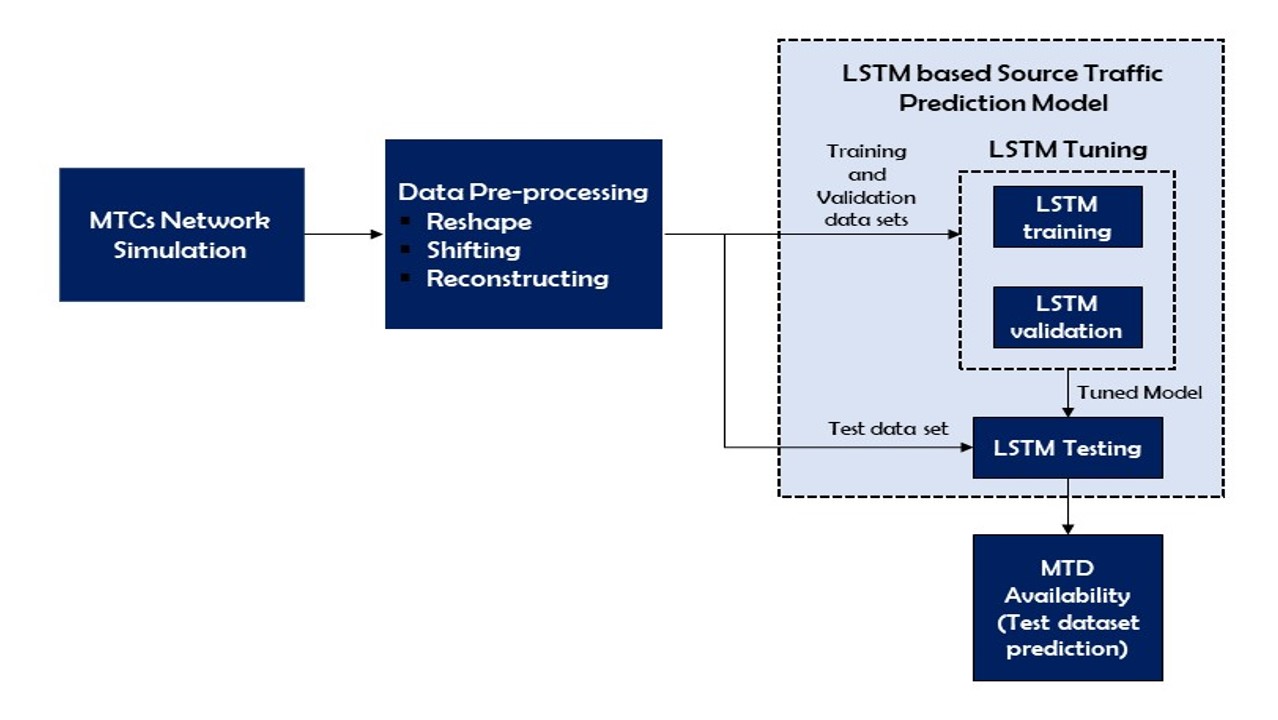 LSTM based Source Traffic
Prediction Model
MTCs Network
Simulation
Data Pre-processing
▪ Reshape
▪ Shifting
▪ Reconstructing
Training
and
Validation
data sets
LSTM Tuning
LSTM
training
LSTM
validation
Tuned Model
Test data set
LSTM Testing
MTD
Availability
(Test dataset
prediction)